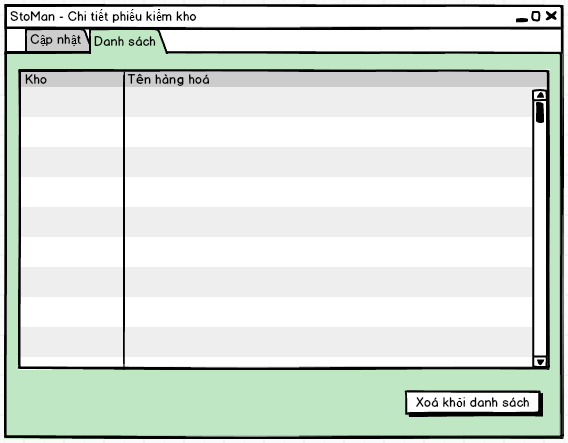 StoMan - Chi tiết phiếu kiểm kho
Cập nhật Danh sách
Kho Tên hàng hoá
Xoá khỏi danh sách